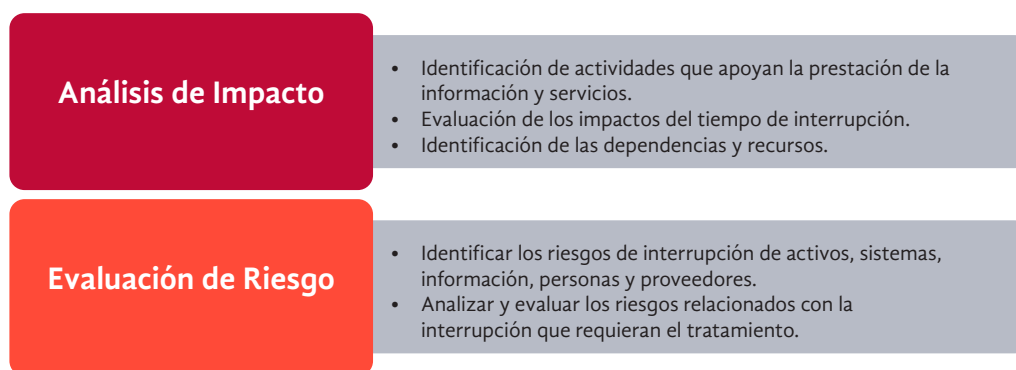 Análisis de Impacto
• Identificación de actividades que apoyan la prestación de la
información y servicios.
• Evaluación de los impactos del tiempo de interrupción.
• Identificación de las dependencias y recursos.
Evaluación de Riesgo
• Identificar los riesgos de interrupción de activos, sistemas,
información, personas y proveedores.
• Analizar y evaluar los riesgos relacionados con la
interrupción que requieran el tratamiento.